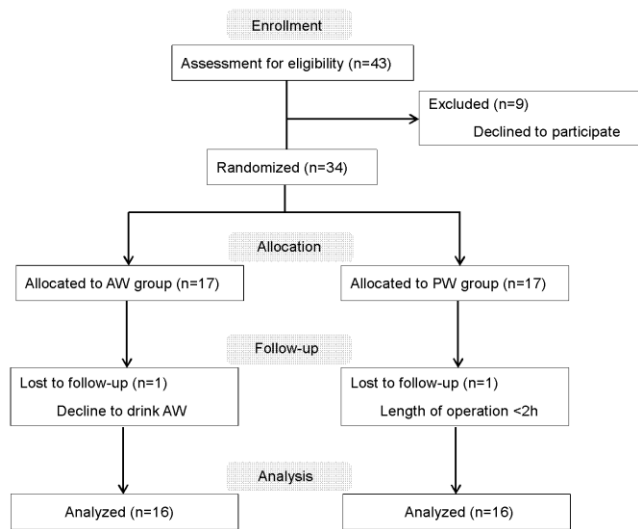 Enrollment
Assessment for eligibility (n=43)
Excluded (n=9)
Declined to participate
Randomized (n=34)
Allocation
Allocated to AW group (n=17)
Allocated to PW group (n=17)
Follow-up
Lost to follow-up (n=1)
Decline to drink AW
Lost to follow-up (n=1)
Length of operation <2h
Analysis
Analyzed (n=16)
Analyzed (n=16)